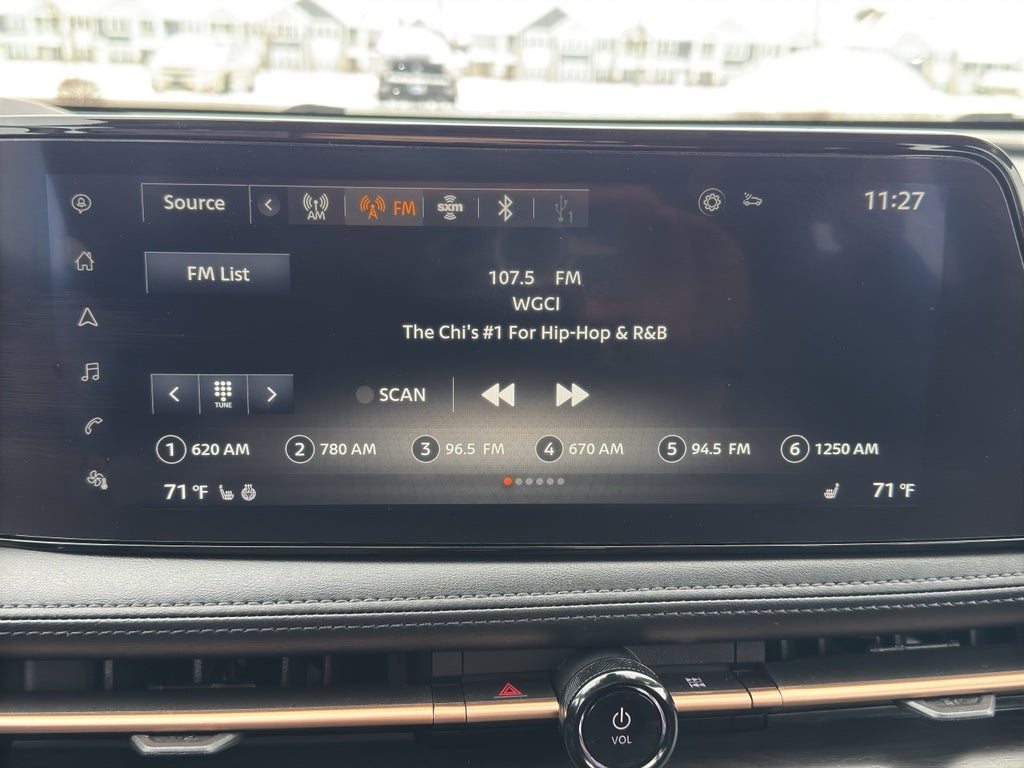 Source
AM
FM
sxm
1
11:27
FM List
107.5 FM
WGCI
The Chi's #1 For Hip-Hop & R&B
TUNE
SCAN
1 620 AM
2 780 AM
3 96.5 FM
4 670 AM
5 94.5 FM
6 1250 AM
71 °F
71 °F
VOL